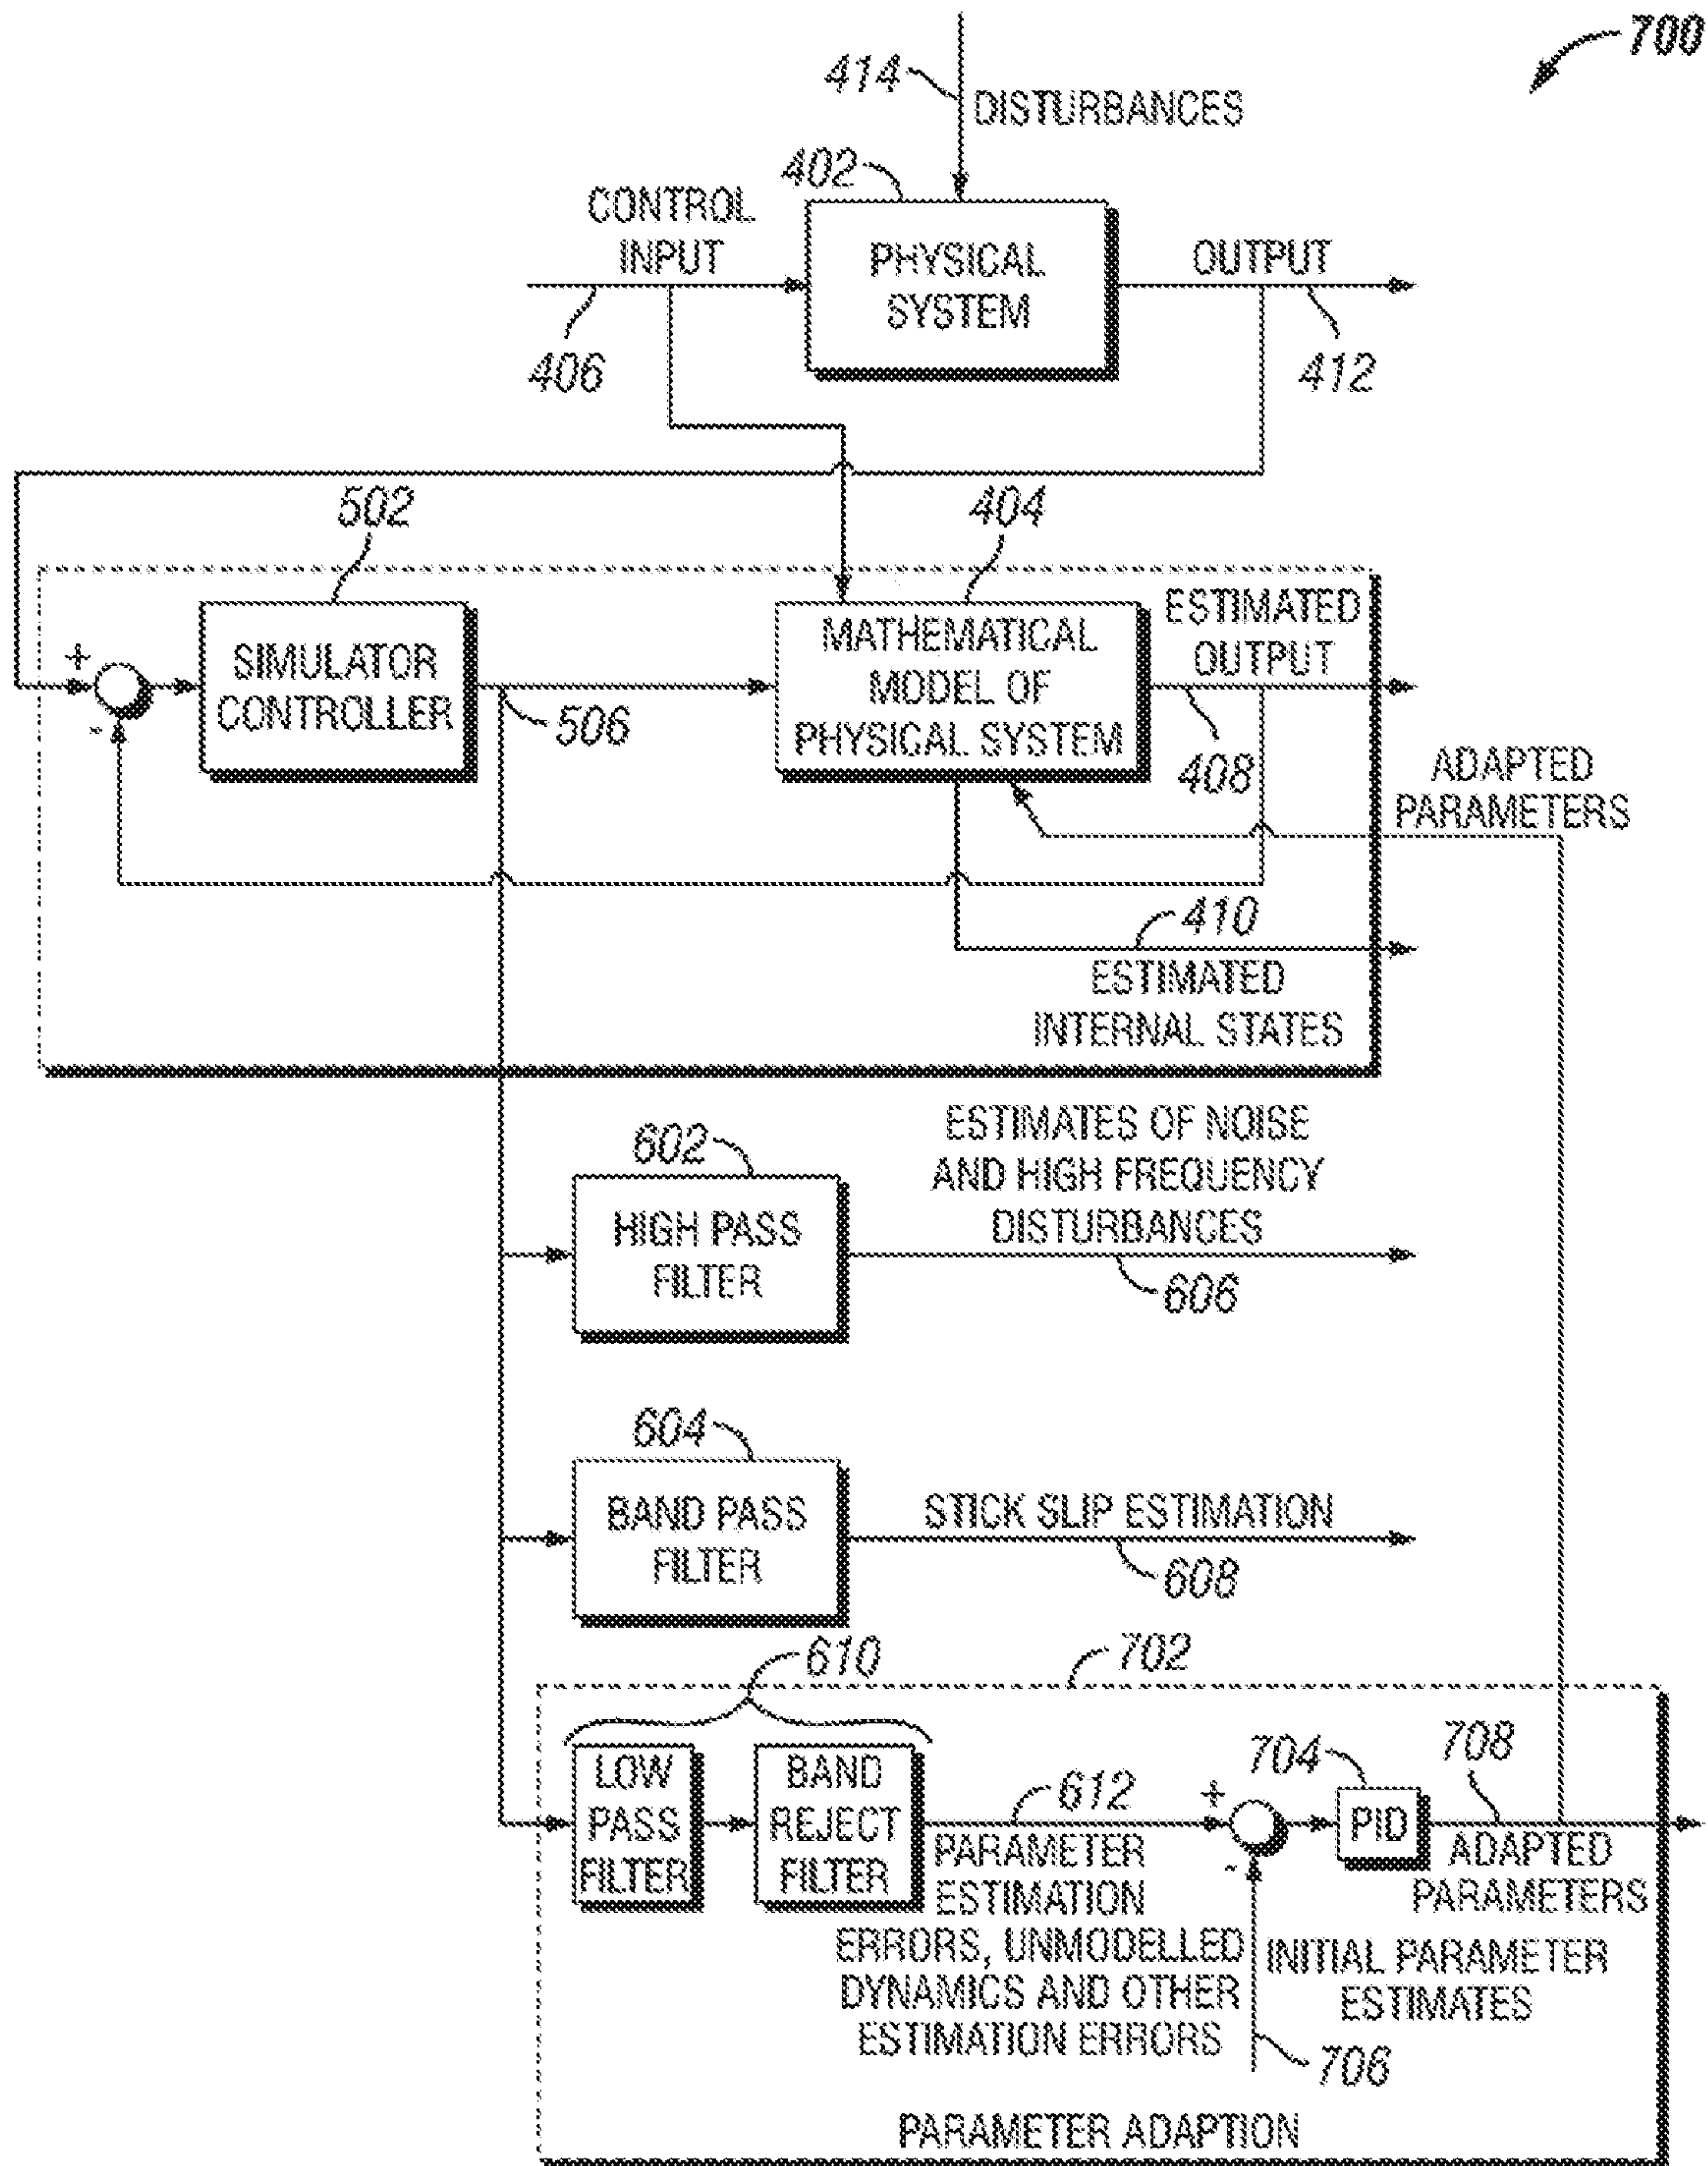 700
414
DISTURBANCES
402
CONTROL
INPUT
PHYSICAL
SYSTEM
OUTPUT
406
412
502
404
+
-
SIMULATOR
CONTROLLER
506
MATHEMATICAL
MODEL OF
PHYSICAL SYSTEM
ESTIMATED
OUTPUT
408
ADAPTED
PARAMETERS
410
ESTIMATED
INTERNAL STATES
602
HIGH PASS
FILTER
ESTIMATES OF NOISE
AND HIGH FREQUENCY
DISTURBANCES
606
604
BAND PASS
FILTER
STICK SLIP ESTIMATION
608
610
702
LOW
PASS
FILTER
BAND
REJECT
FILTER
612
PARAMETER
ESTIMATION
ERRORS, UNMODELLED
DYNAMICS AND OTHER
ESTIMATION ERRORS
+
-
704
PID
708
ADAPTED
PARAMETERS
INITIAL PARAMETER
ESTIMATES
706
PARAMETER ADAPTION